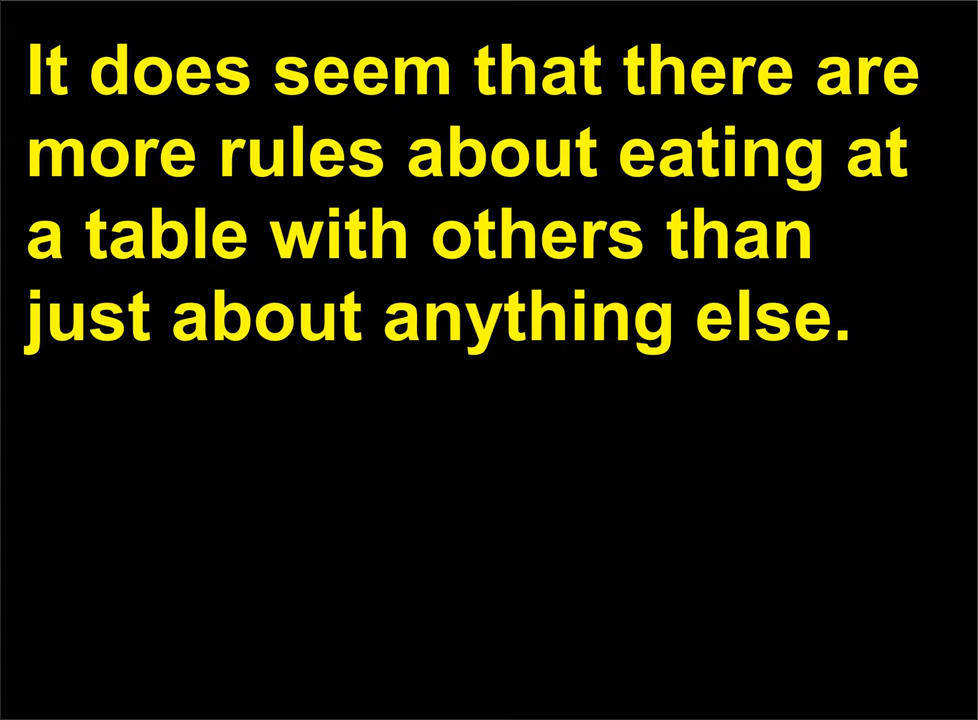 It does seem that there are
more rules about eating at
a table with others than
just about anything else.